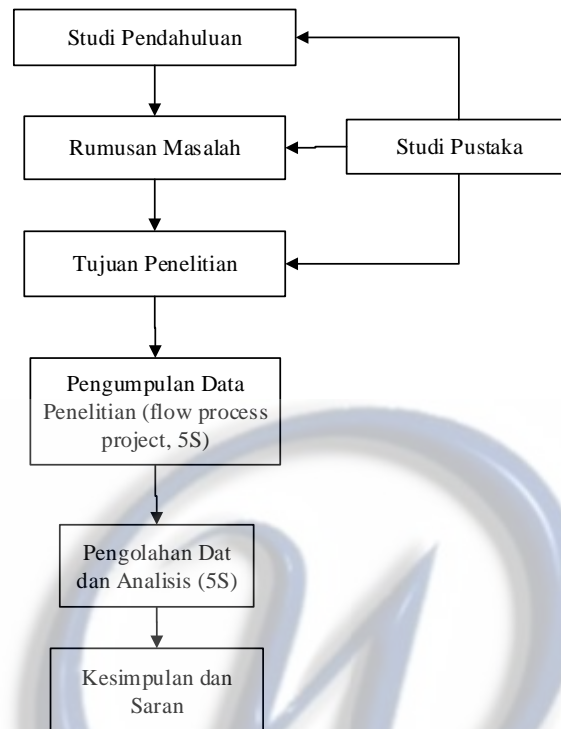 Studi Pendahuluan
Rumusan Masalah
Studi Pustaka
Tujuan Penelitian
Pengumpulan Data
Penelitian (flow process
project, 5S)
Pengolahan Dat
dan Analisis (5S)
Kesimpulan dan
Saran